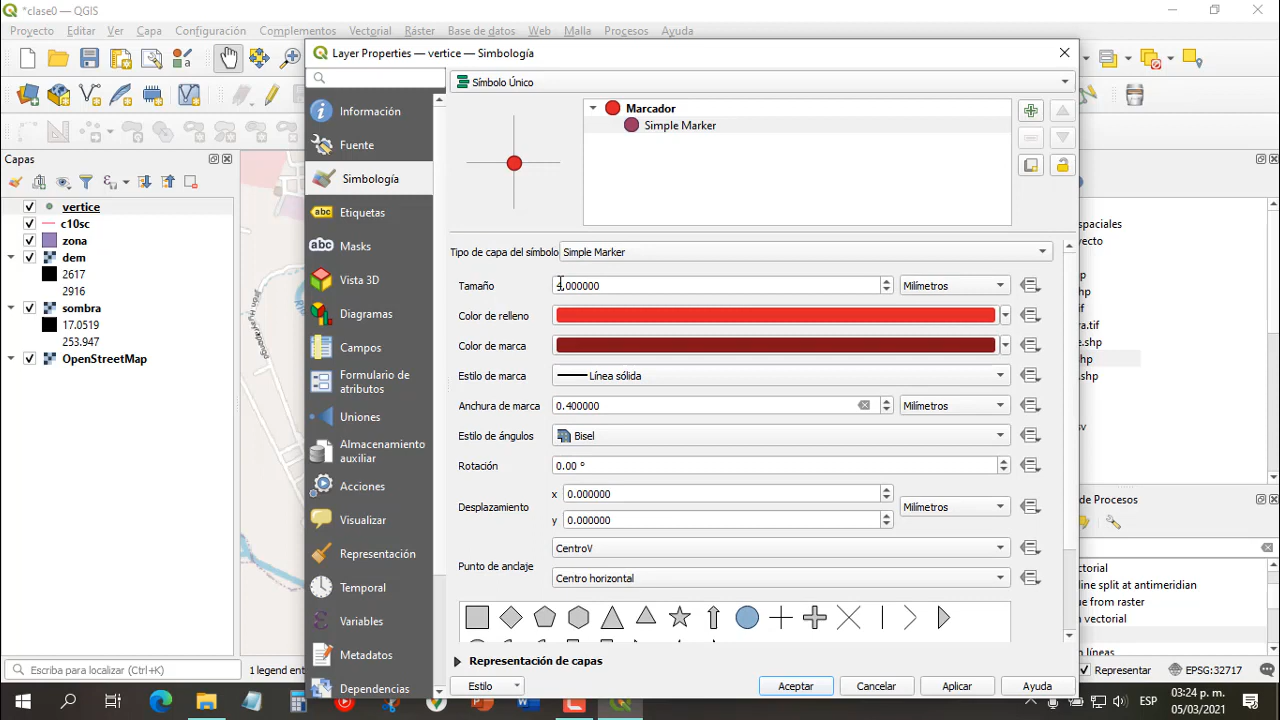 *clase0 — QGIS
Proyecto Editar Ver Capa Configuración Complementos Vectorial Ráster Base de datos Web Malla Procesos Ayuda
Layer Properties — vertice — Simbología
Símbolo Único
Información
Fuente
Simbología
Etiquetas
Masks
Vista 3D
Diagramas
Campos
Formulario de
atributos
Uniones
Almacenamiento
auxiliar
Acciones
Visualizar
Representación
Temporal
Variables
Metadatos
Dependencias
Marcador
Simple Marker
Capas
vertice
c10sc
zona
dem
2617
2916
sombra
17.0519
253.947
OpenStreetMap
Tipo de capa del símbolo Simple Marker
Tamaño .000000 Milímetros
Color de relleno
Color de marca
Estilo de marca Línea sólida
Anchura de marca 0.400000 Milímetros
Estilo de ángulos Bisel
Rotación 0.00 °
x 0.000000
Desplazamiento Milímetros
y 0.000000
CentroV
Punto de anclaje
Centro horizontal
Representación de capas
Estilo Aceptar Cancelar Aplicar Ayuda
espaciales
yecto
p
hp
ra.tif
e.shp
hp
.shp
sv
de Procesos
ectorial
line split at antimeridian
ue from raster
n vectorial
n líneas
Escriba para localizar (Ctrl+K) 1 legend ent
Representar EPSG:32717
ESP 03:24 p. m.
05/03/2021